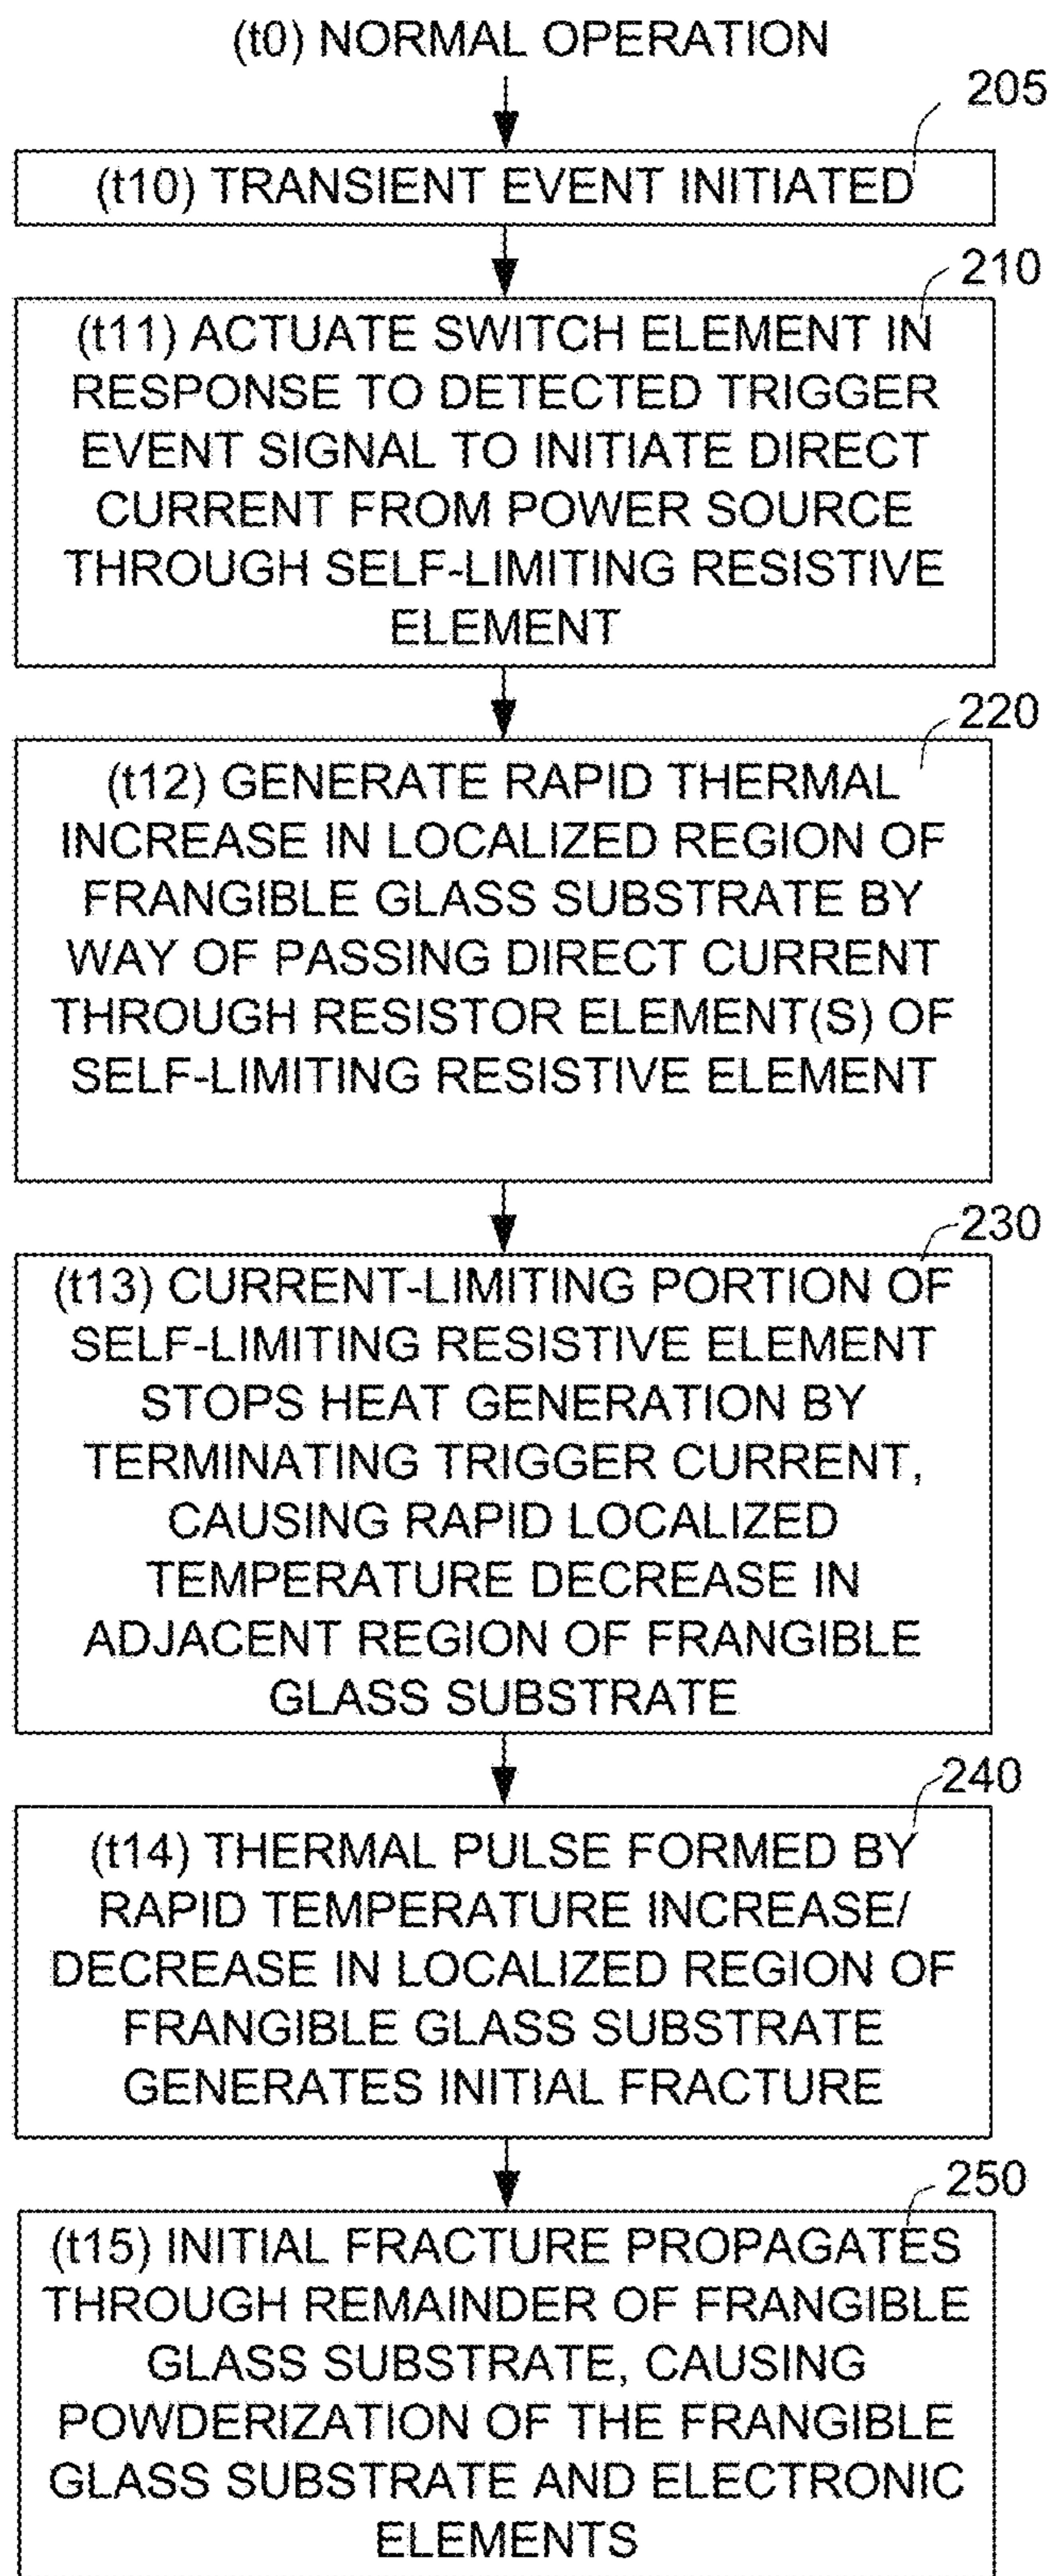 (t0) NORMAL OPERATION
205
(t10) TRANSIENT EVENT INITIATED
210
(t11) ACTUATE SWITCH ELEMENT IN
RESPONSE TO DETECTED TRIGGER
EVENT SIGNAL TO INITIATE DIRECT
CURRENT FROM POWER SOURCE
THROUGH SELF-LIMITING RESISTIVE
ELEMENT
220
(t12) GENERATE RAPID THERMAL
INCREASE IN LOCALIZED REGION OF
FRANGIBLE GLASS SUBSTRATE BY
WAY OF PASSING DIRECT CURRENT
THROUGH RESISTOR ELEMENT(S) OF
SELF-LIMITING RESISTIVE ELEMENT
230
(t13) CURRENT-LIMITING PORTION OF
SELF-LIMITING RESISTIVE ELEMENT
STOPS HEAT GENERATION BY
TERMINATING TRIGGER CURRENT,
CAUSING RAPID LOCALIZED
TEMPERATURE DECREASE IN
ADJACENT REGION OF FRANGIBLE
GLASS SUBSTRATE
240
(t14) THERMAL PULSE FORMED BY
RAPID TEMPERATURE INCREASE/
DECREASE IN LOCALIZED REGION OF
FRANGIBLE GLASS SUBSTRATE
GENERATES INITIAL FRACTURE
250
(t15) INITIAL FRACTURE PROPAGATES
THROUGH REMAINDER OF FRANGIBLE
GLASS SUBSTRATE, CAUSING
POWDERIZATION OF THE FRANGIBLE
GLASS SUBSTRATE AND ELECTRONIC
ELEMENTS